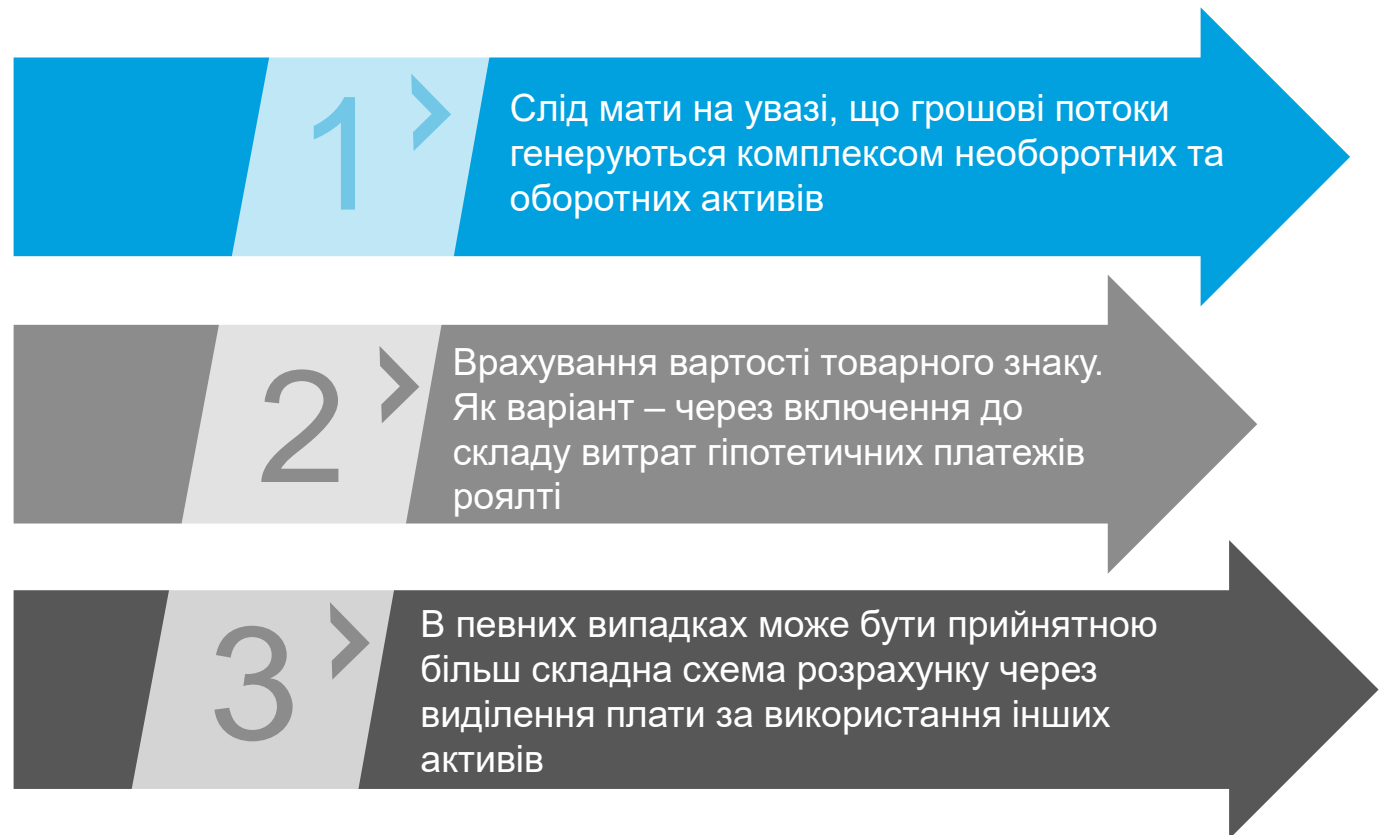 1
Слід мати на увазі, що грошові потоки
генеруються комплексом необоротних та
оборотних активів
2
Врахування вартості товарного знаку.
Як варіант – через включення до
складу витрат гіпотетичних платежів
роялті
3
В певних випадках може бути прийнятною
більш складна схема розрахунку через
виділення плати за використання інших
активів